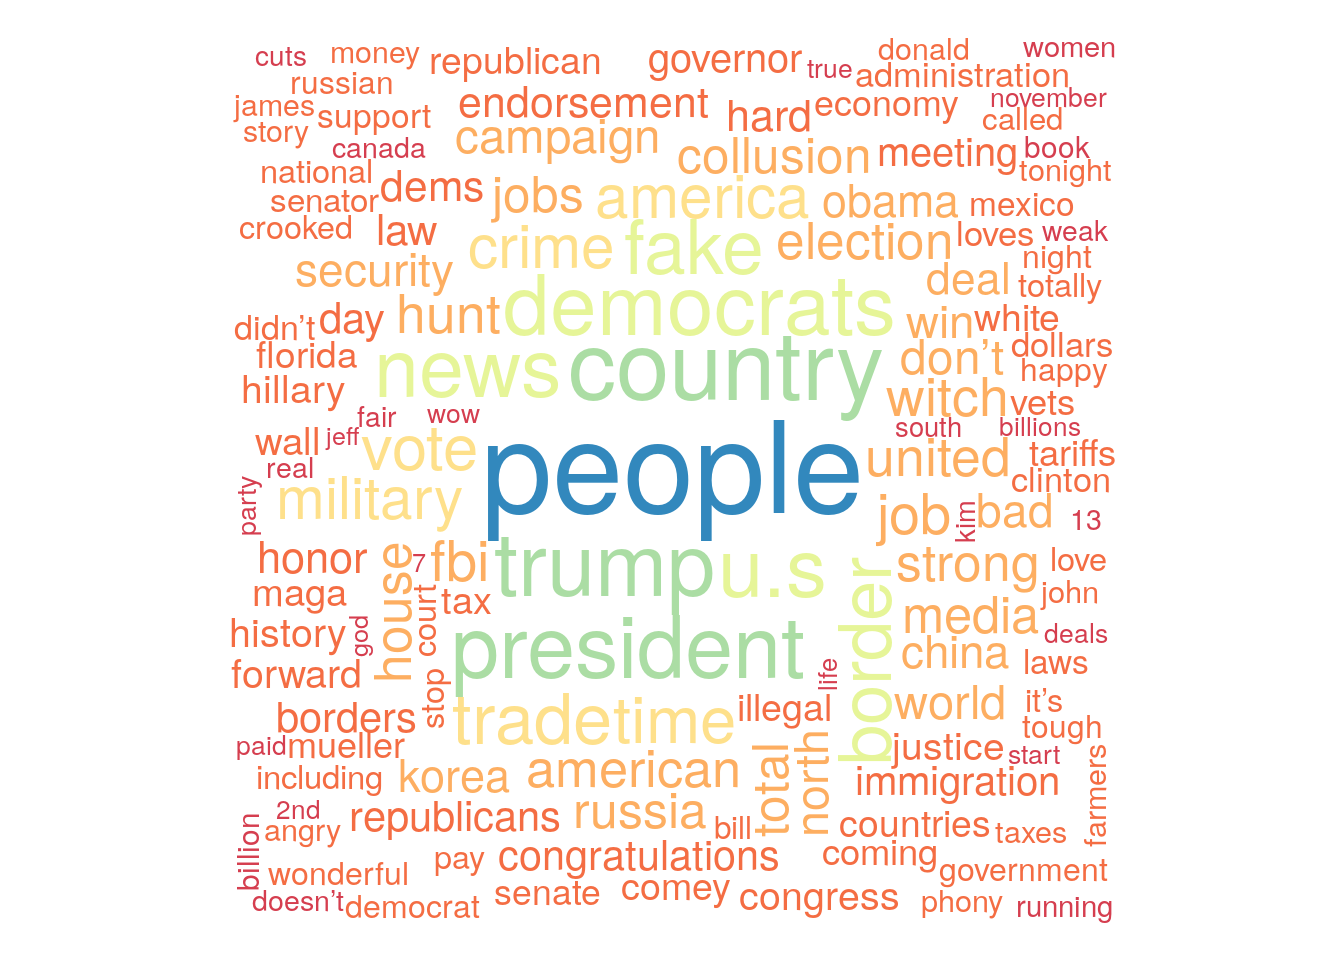 cuts money republican governor donald women
russian true administration
james story support endorsement hard economy november called
canada campaign collusion meeting book tonight
national senator dems jobs america obama mexico
crooked law crime fake election loves weak
security night
deal totally
didn’t day hunt democrats win white
florida news country don’t dollars
hillary happy
fair wow witch vets
wall jeff vote south billions
real people united tariffs
military clinton
party job kim bad 13
honor house 7 fbi trump u.s border strong love
maga court tax john
history god media deals
president china laws
forward stop life
borders trade time illegal world it’s
tough
paid mueller justice start
including korea american total north immigration farmers
2nd republicans russia bill countries taxes
billion angry
wonderful pay congratulations coming government
doesn’t democrat senate comey congress phony running